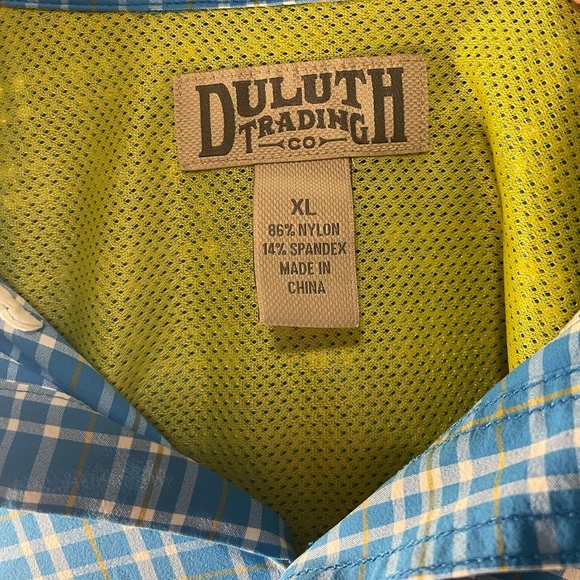 DULUTH
TRADING
CO
XL
86% NYLON
14% SPANDEX
MADE IN
CHINA